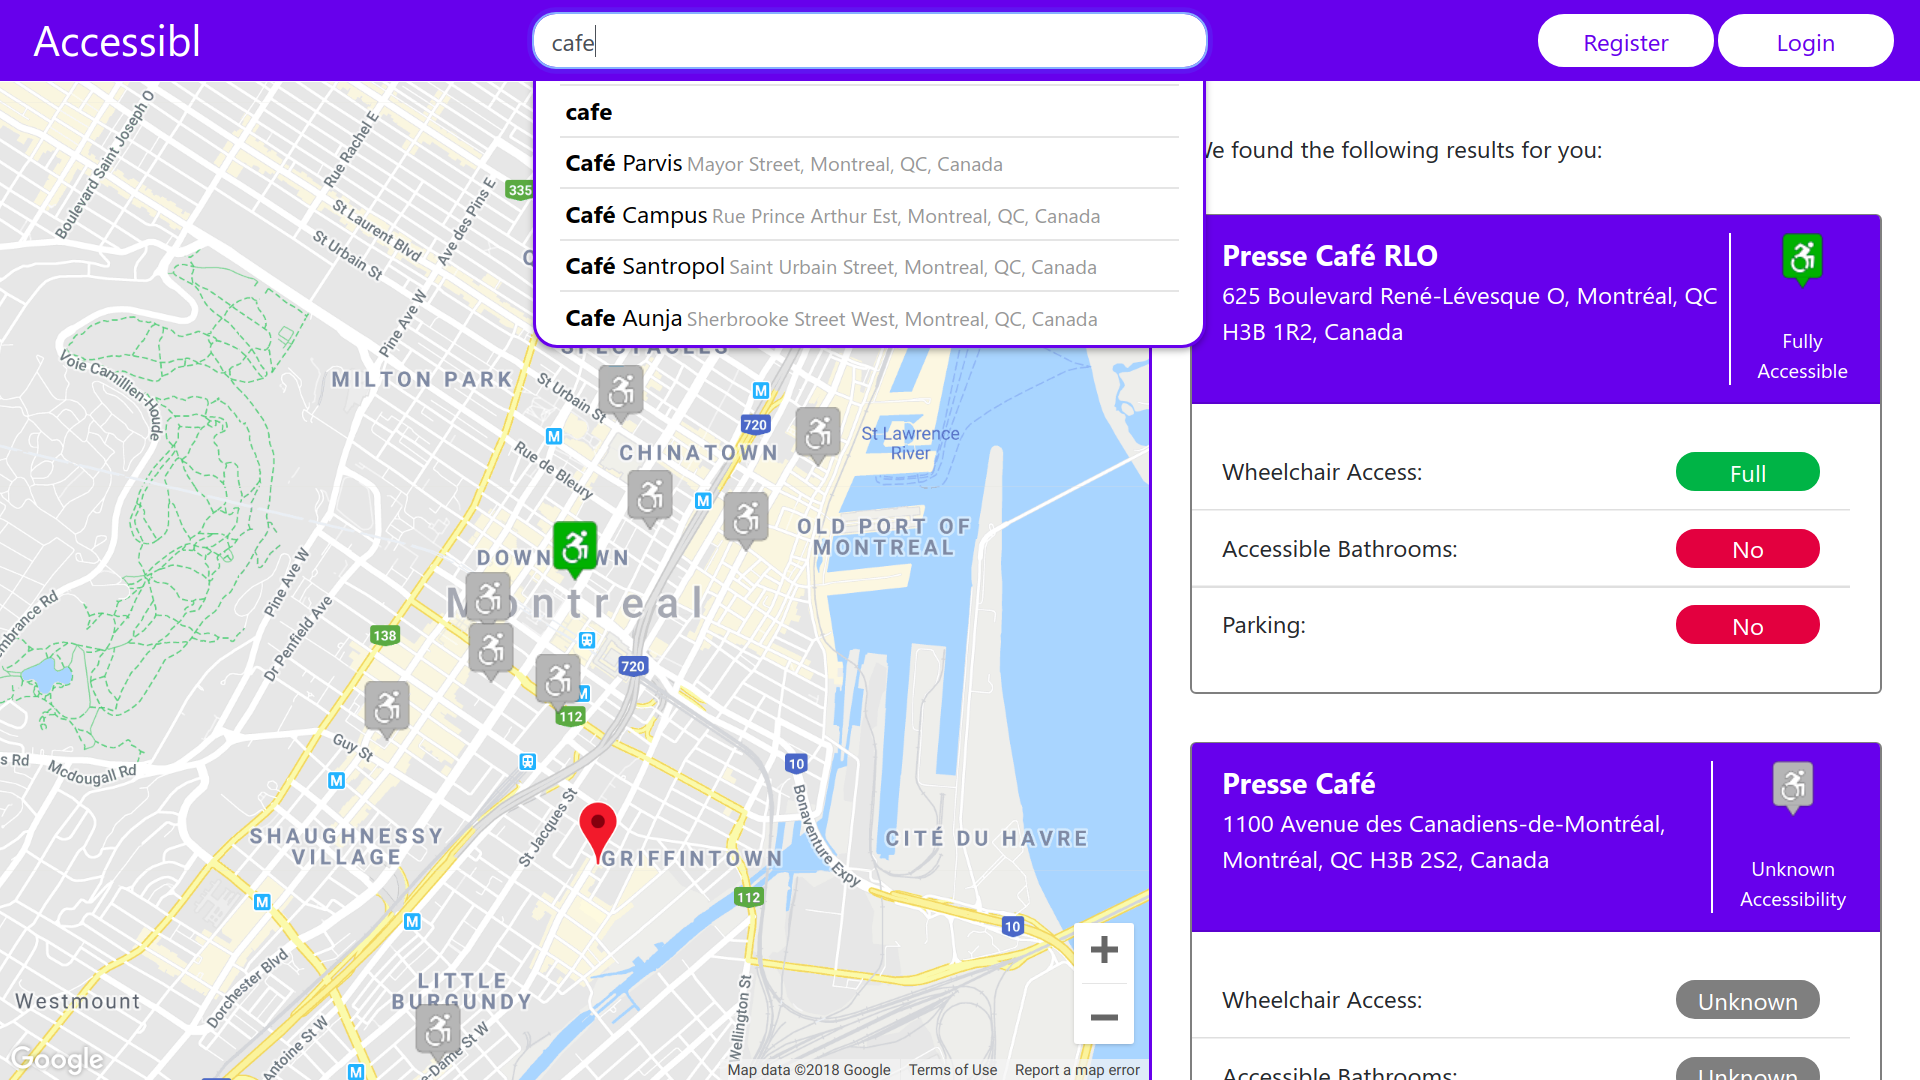 Accessibl
cafe
Register
Login
cafe
Café Parvis Mayor Street, Montreal, QC, Canada
Café Campus Rue Prince Arthur Est, Montreal, QC, Canada
Café Santropol Saint Urbain Street, Montreal, QC, Canada
Cafe Aunja Sherbrooke Street West, Montreal, QC, Canada
e found the following results for you:
Presse Café RLO
625 Boulevard René-Lévesque O, Montréal, QC
H3B 1R2, Canada
Fully
Accessible
Wheelchair Access:
Full
Accessible Bathrooms:
No
Parking:
No
Presse Café
1100 Avenue des Canadiens-de-Montréal,
Montréal, QC H3B 2S2, Canada
Unknown
Accessibility
Wheelchair Access:
Unknown
Accessible Bathrooms:
Unknown
Boulevard Saint Joseph O
Rue Rachel E
335
St Laurent Blvd
St Urbain St
Ave des Pins E
Pine Ave W
Voie Camillien-Houde
MILTON PARK
SPECTACLES
St Urbain St
M
720
M
CHINATOWN
St Lawrence
River
Rue de Bleury
M
OLD PORT OF
MONTREAL
DOWNTOWN
Montreal
Pine Ave W
138
Dr Penfield Ave
720
M
112
Guy St
s Rd
Mcdougall Rd
M
10
St Jacques St
Bonaventure Expy
SHAUGHNESSY
VILLAGE
GRIFFINTOWN
CITÉ DU HAVRE
112
M
M
10
Dorchester Blvd
LITTLE
BURGUNDY
Westmount
Wellington St
Antoine St W
e-Dame St W
M
Google
Map data ©2018 Google
Terms of Use
Report a map error